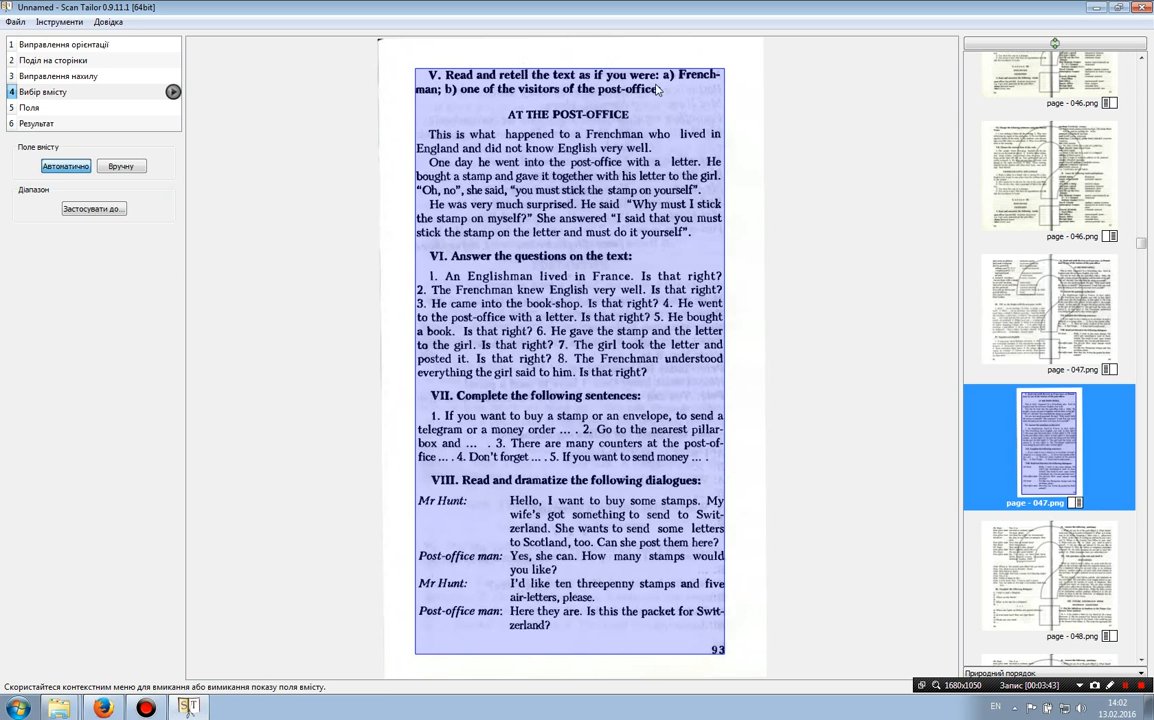 Unnamed - Scan Tailor 0.9.11.1 [64bit]
Файл Інструменти Довідка
1 Виправлення орієнтації
2 Поділ на сторінки
3 Виправлення нахилу
4 Вибір вмісту
5 Поля
6 Результат
Поле вмісту
Автоматично Вручну
Діапазон
Застосувати до...
V. Read and retell the text as if you were: a) French-
man; b) one of the visitors of the post-office.
AT THE POST-OFFICE
This is what happened to a Frenchman who lived in
England and did not know English very well.
One day he went to the post-office with a letter. He
bought a stamp and gave it together with his letter to the girl.
“Oh, no”, she said, “you must stick the stamp on yourself”.
He was very much surprised. He said “Why must I stick
the stamp on myself?” She answered “I said that you must
stick the stamp on the letter and must do it yourself”.
VI. Answer the questions on the text:
1. An Englishman lived in France. Is that right?
2. The Frenchman knew English very well. Is that right?
3. He came into the book-shop. Is that right? 4. He went
to the post-office with a letter. Is that right? 5. He bought
a book. Is that right? 6. He gave the stamp and the letter
to the girl. Is that right? 7. The girl took the letter and
posted it. Is that right? 8. The Frenchman understood
everything the girl said to him. Is that right?
VII. Complete the following sentences:
1. If you want to buy a stamp or an envelope, to send a
telegram or a money order ... . 2. Go to the nearest pillar-
box and ... . 3. There are many counters at the post-of-
fice ... . 4. Don't forget ... . 5. If you want to send money ... .
VIII. Read and dramatize the following dialogues:
Mr Hunt: Hello, I want to buy some stamps. My
wife's got something to send to Swit-
zerland. She wants to send some letters
to Scotland, too. Can she post them here?
Post-office man: Yes, she can. How many stamps would
you like?
Mr Hunt: I'd like ten threepenny stamps and five
air-letters, please.
Post-office man: Here they are. Is this the packet for Swit-
zerland?
93
page - 046.png
page - 046.png
page - 047.png
page - 047.png
page - 048.png
Природний порядок
Скористайтеся контекстним меню для вмикання або вимикання показу поля вмісту.
1680x1050 Запис [00:03:43]
EN 14:02
13.02.2016